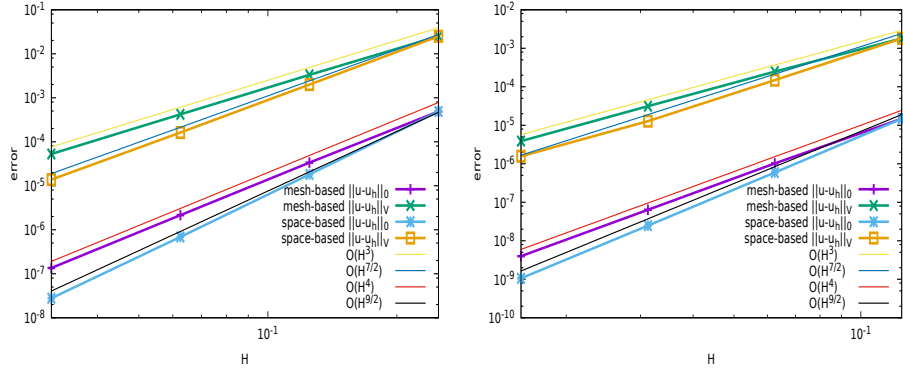 10^-1
10^-2
10^-3
10^-4
10^-5
10^-6
10^-7
10^-8
error
10^-1
H
mesh-based ||u-u_h||_0
mesh-based ||u-u_h||_V
space-based ||u-u_h||_0
space-based ||u-u_h||_V
O(H^3)
O(H^7/2)
O(H^4)
O(H^9/2)
10^-2
10^-3
10^-4
10^-5
10^-6
10^-7
10^-8
10^-9
10^-10
error
10^-1
H
mesh-based ||u-u_h||_0
mesh-based ||u-u_h||_V
space-based ||u-u_h||_0
space-based ||u-u_h||_V
O(H^3)
O(H^7/2)
O(H^4)
O(H^9/2)